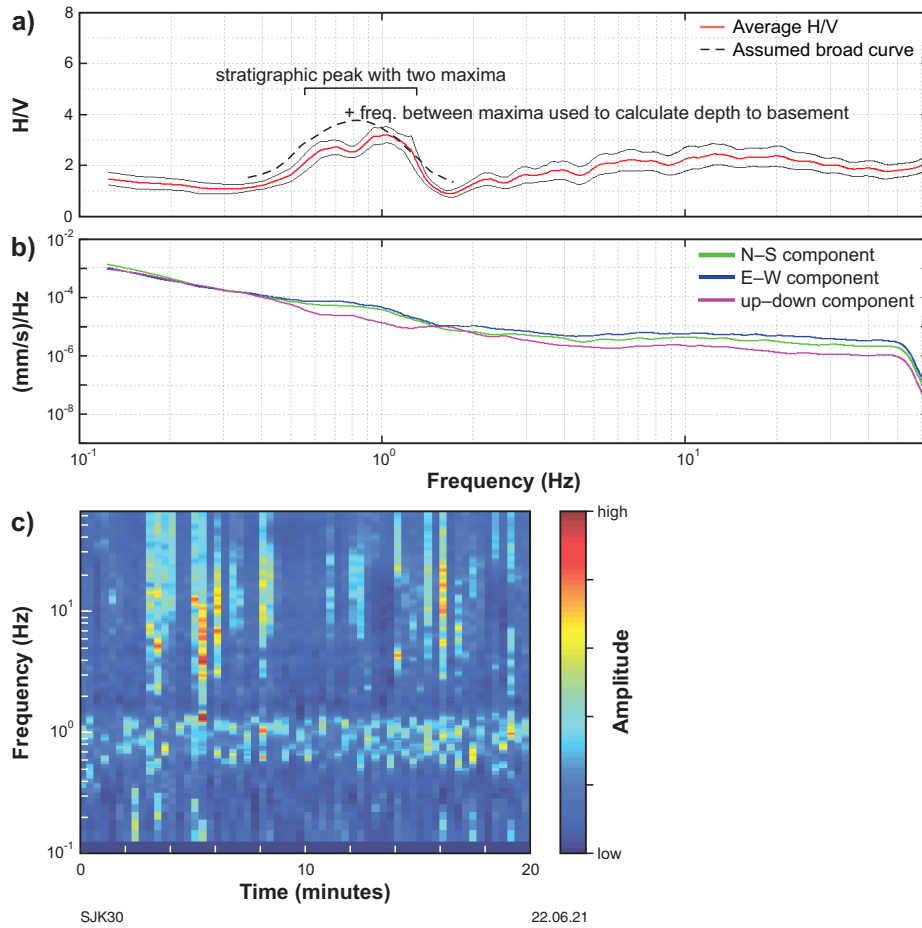 a)
H/V
8
6
4
2
0
Average H/V
Assumed broad curve
stratigraphic peak with two maxima
+ freq. between maxima used to calculate depth to basement
b)
(mm/s)/Hz
10⁻²
10⁻⁴
10⁻⁶
10⁻⁸
N–S component
E–W component
up–down component
10⁻¹ 10⁰ 10¹
Frequency (Hz)
c)
Frequency (Hz)
10¹
10⁰
10⁻¹
0 10 20
Time (minutes)
high
Amplitude
low
SJK30 22.06.21